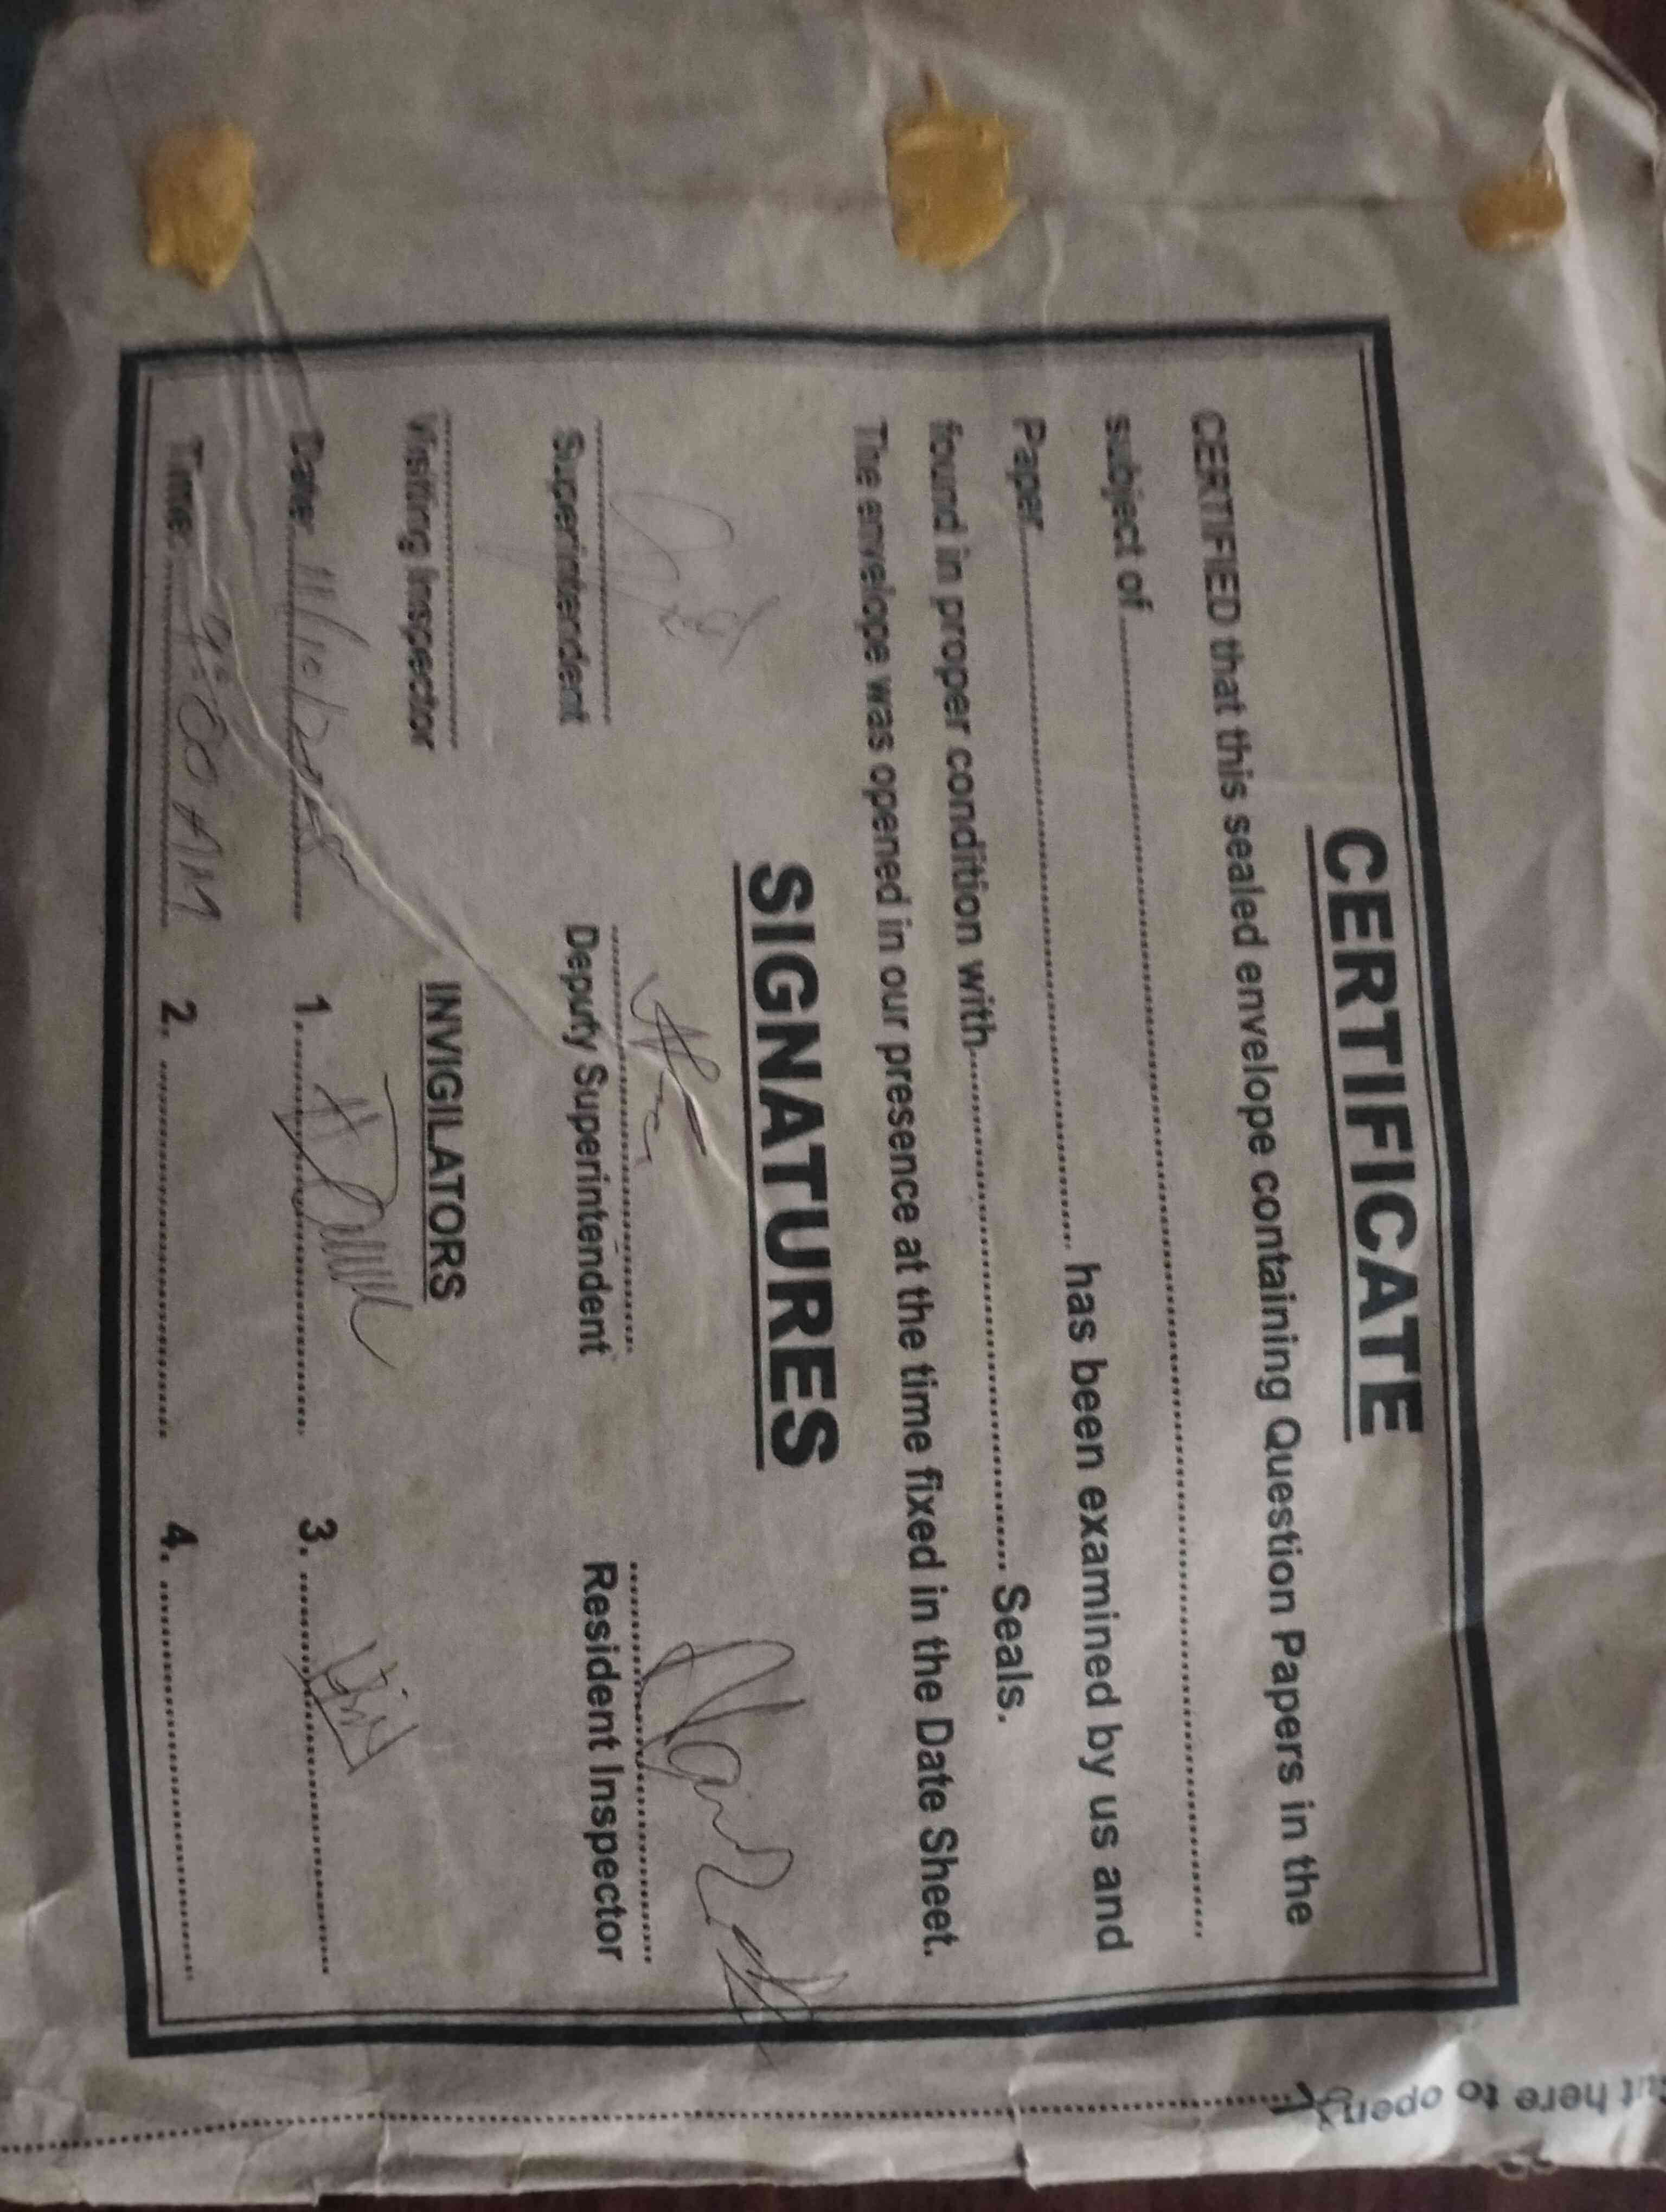 CERTIFICATE
CERTIFIED that this sealed envelope containing Question Papers in the
subject of
Paper has been examined by us and
found in proper condition with Seals.
The envelope was opened in our presence at the time fixed in the Date Sheet.
SIGNATURES
Superintendent Deputy Superintendent Resident Inspector
Visiting Inspector INVIGILATORS
Date: 1. 3.
Time: 9:00 AM 2. 4.
here to open